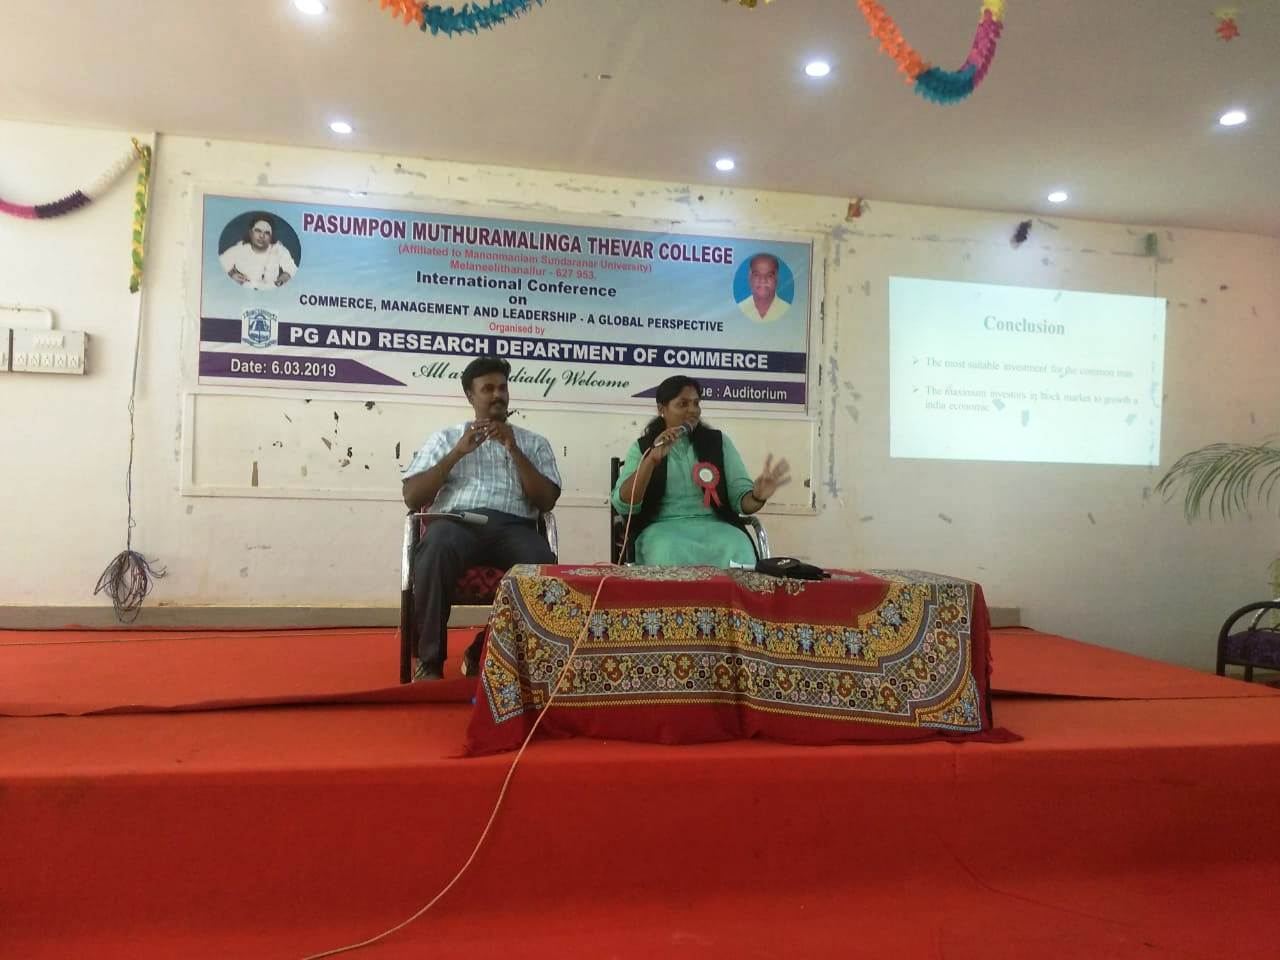 PASUMPON MUTHURAMALINGA THEVAR COLLEGE
(Affiliated to Manonmaniam Sundaranar University)
Melaneelithanallur - 627 953.
International Conference
on
COMMERCE, MANAGEMENT AND LEADERSHIP - A GLOBAL PERSPECTIVE
Organised by
PG AND RESEARCH DEPARTMENT OF COMMERCE
Date: 6.03.2019
All a dially Welcome
ue : Auditorium
Conclusion
➢ The most suitable investment for the common man
➢ The maximum investors in stock market to growth a
india economic